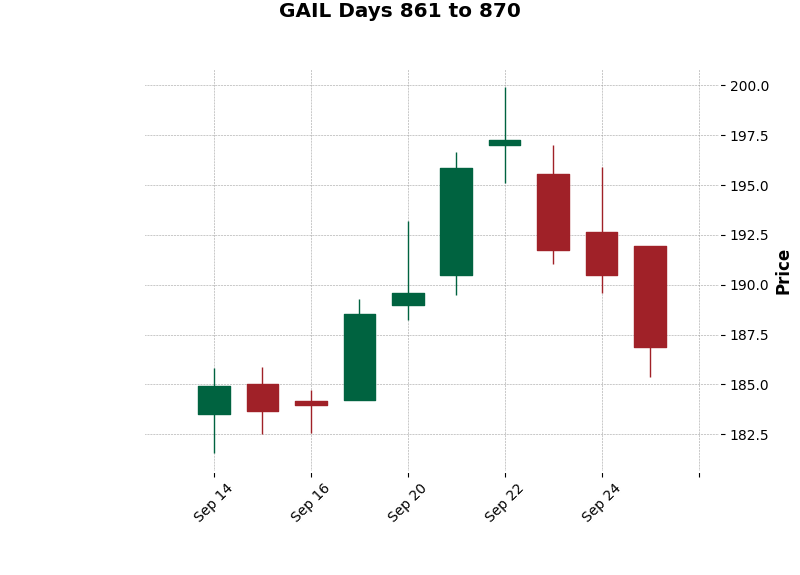 GAIL Days 861 to 870
200.0
197.5
195.0
192.5
190.0
187.5
185.0
182.5
Price
Sep 14
Sep 16
Sep 20
Sep 22
Sep 24